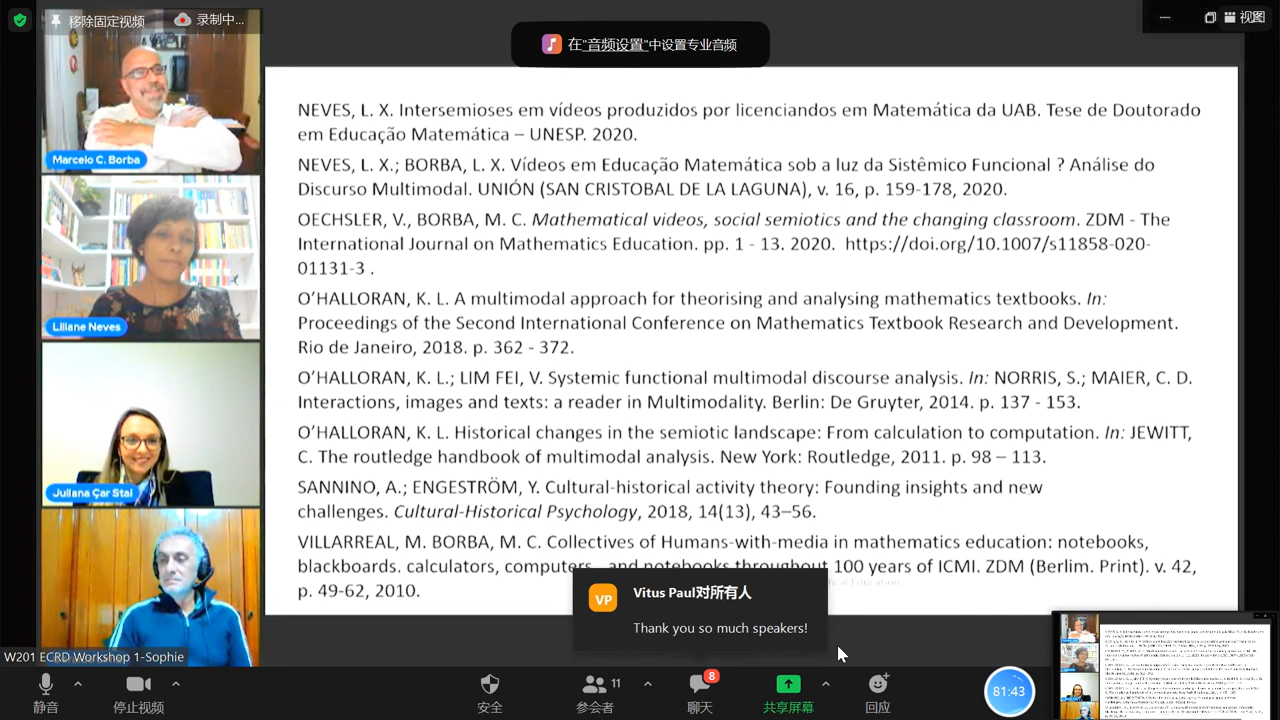 移除固定视频
录制中...
在“音频设置”中设置专业音频
视图
Marcelo C. Borba
Liliane Neves
Juliana Çar Stal
W201 ECRD Workshop 1-Sophie
NEVES, L. X. Intersemioses em vídeos produzidos por licenciandos em Matemática da UAB. Tese de Doutorado
em Educação Matemática – UNESP. 2020.
NEVES, L. X.; BORBA, L. X. Vídeos em Educação Matemática sob a luz da Sistêmico Funcional ? Análise do
Discurso Multimodal. UNIÓN (SAN CRISTOBAL DE LA LAGUNA), v. 16, p. 159-178, 2020.
OECHSLER, V., BORBA, M. C. Mathematical videos, social semiotics and the changing classroom. ZDM - The
International Journal on Mathematics Education. pp. 1 - 13. 2020. https://doi.org/10.1007/s11858-020-
01131-3 .
O’HALLORAN, K. L. A multimodal approach for theorising and analysing mathematics textbooks. In:
Proceedings of the Second International Conference on Mathematics Textbook Research and Development.
Rio de Janeiro, 2018. p. 362 - 372.
O’HALLORAN, K. L.; LIM FEI, V. Systemic functional multimodal discourse analysis. In: NORRIS, S.; MAIER, C. D.
Interactions, images and texts: a reader in Multimodality. Berlin: De Gruyter, 2014. p. 137 - 153.
O’HALLORAN, K. L. Historical changes in the semiotic landscape: From calculation to computation. In: JEWITT,
C. The routledge handbook of multimodal analysis. New York: Routledge, 2011. p. 98 – 113.
SANNINO, A.; ENGESTRÖM, Y. Cultural-historical activity theory: Founding insights and new
challenges. Cultural-Historical Psychology, 2018, 14(13), 43–56.
VILLARREAL, M. BORBA, M. C. Collectives of Humans-with-media in mathematics education: notebooks,
blackboards. calculators, computers, and notebooks throughout 100 years of ICMI. ZDM (Berlim. Print). v. 42,
p. 49-62, 2010.
VP
Vitus Paul对所有人
Thank you so much speakers!
静音
停止视频
参会者
11
聊天
8
共享屏幕
回应
81:43